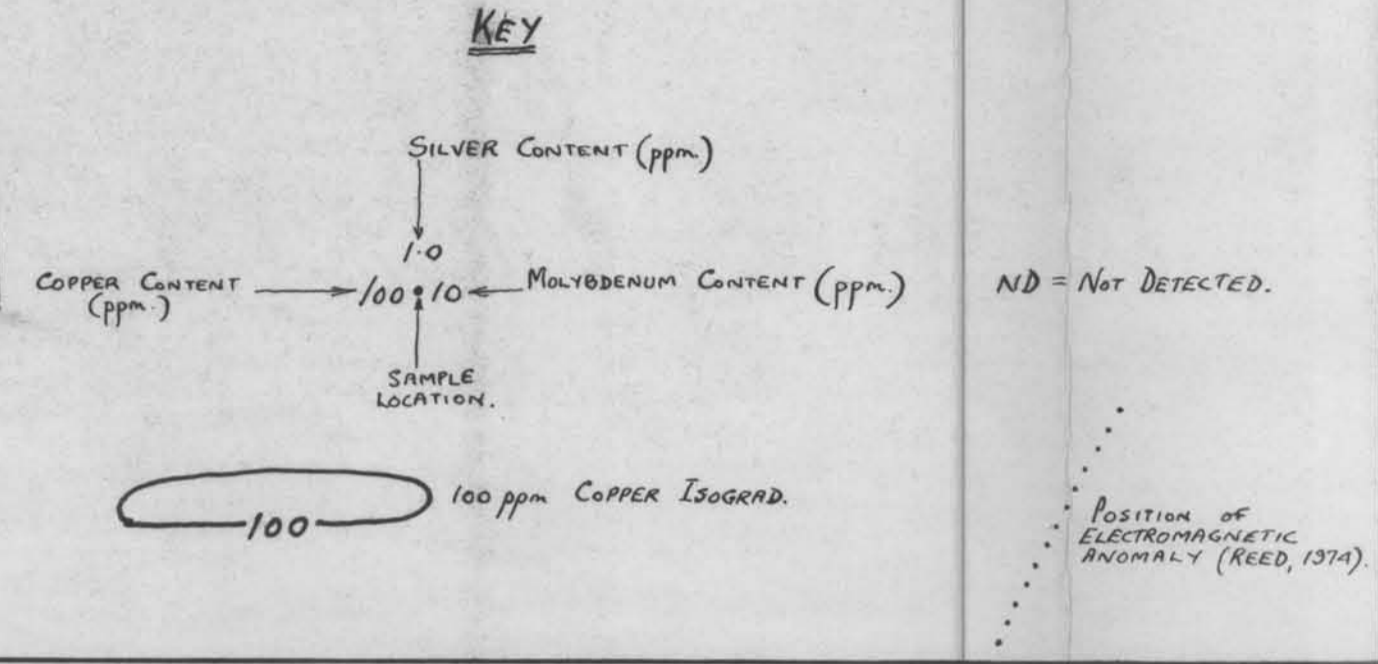 KEY
SILVER CONTENT (ppm.)
1.0
COPPER CONTENT
(ppm.)
100 • 10
MOLYBDENUM CONTENT (ppm.)
SAMPLE
LOCATION.
100
100 ppm COPPER ISOGRAD.
ND = NOT DETECTED.
POSITION OF
ELECTROMAGNETIC
ANOMALY (REED, 1974).